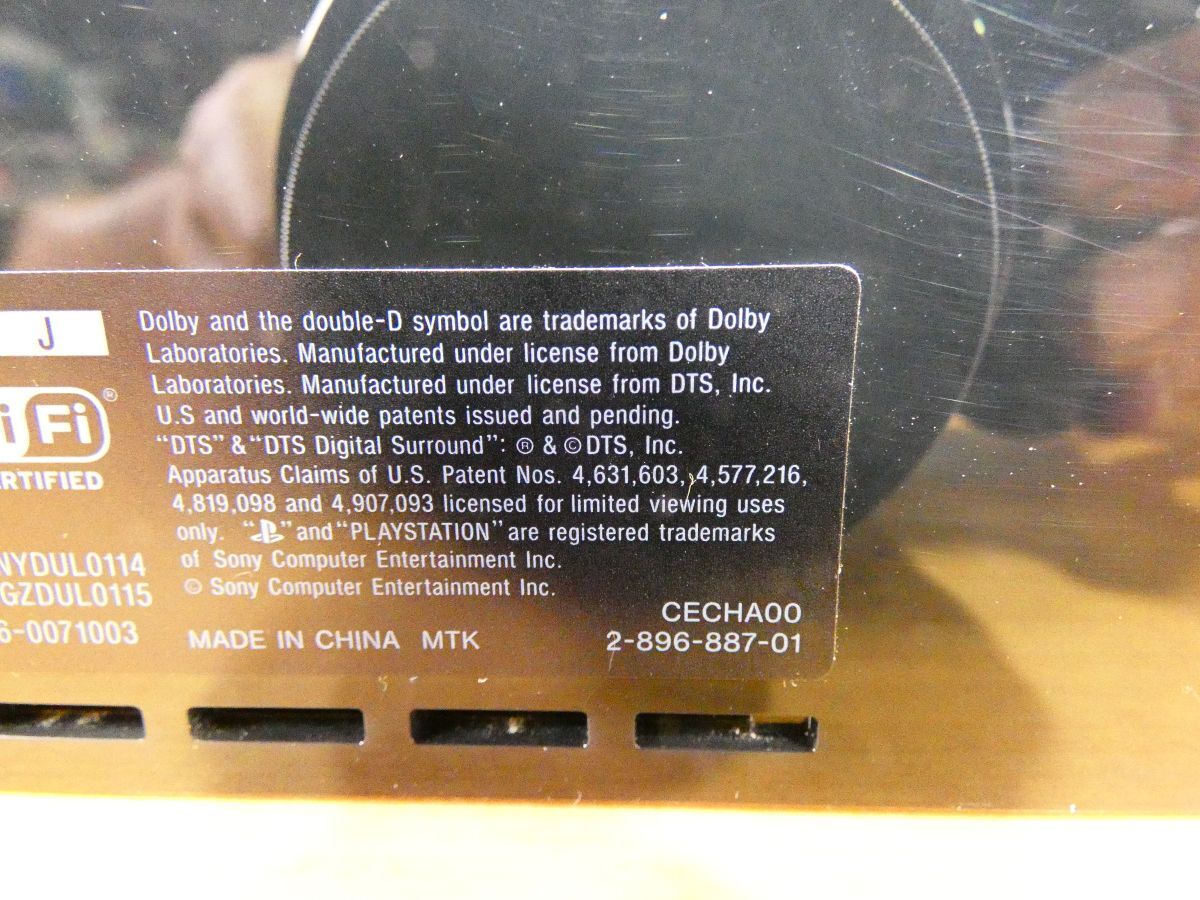 J
Dolby and the double-D symbol are trademarks of Dolby
Laboratories. Manufactured under license from Dolby
Laboratories. Manufactured under license from DTS, Inc.
U.S and world-wide patents issued and pending.
"DTS" & "DTS Digital Surround": ® & © DTS, Inc.
Apparatus Claims of U.S. Patent Nos. 4,631,603, 4,577,216,
4,819,098 and 4,907,093 licensed for limited viewing uses
only. "PS" and "PLAYSTATION" are registered trademarks
of Sony Computer Entertainment Inc.
© Sony Computer Entertainment Inc.
i Fi ®
RTIFIED
NYDUL0114
GZDUL0115
6-0071003
MADE IN CHINA MTK
CECHA00
2-896-887-01